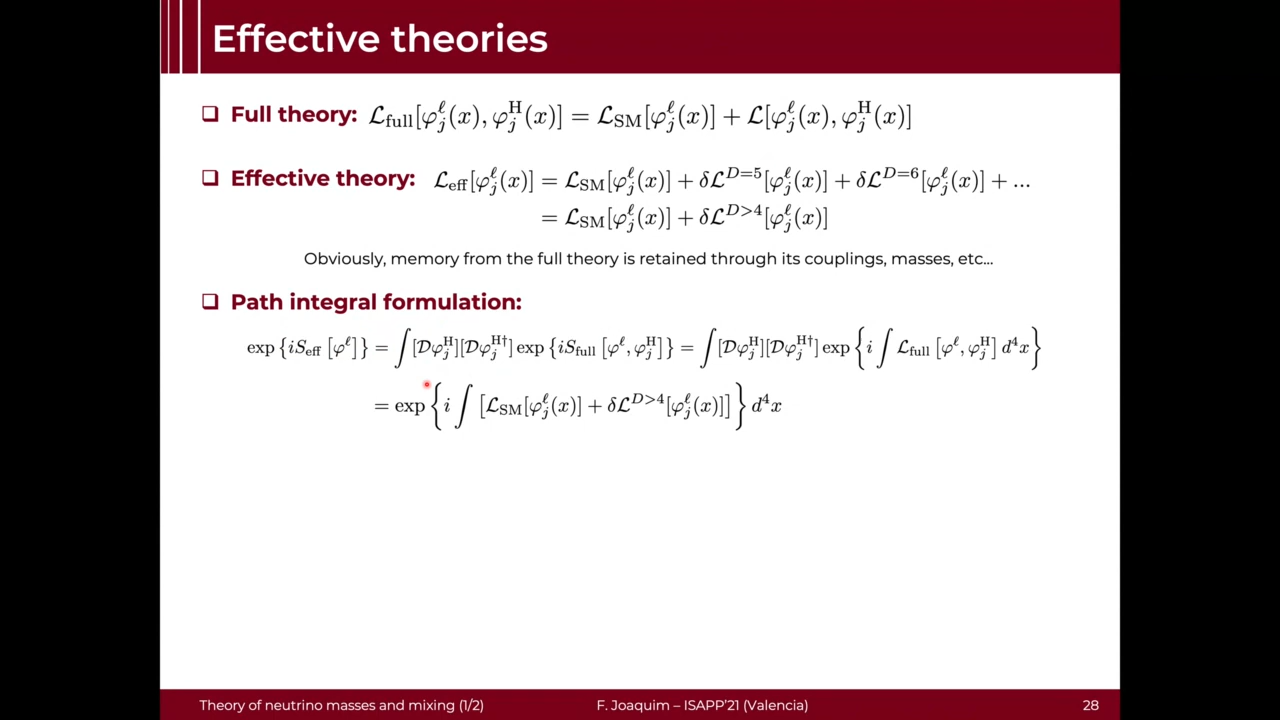 Effective theories
❑ Full theory: ℒ_full[φ_j^ℓ(x), φ_j^H(x)] = ℒ_SM[φ_j^ℓ(x)] + ℒ[φ_j^ℓ(x), φ_j^H(x)]
❑ Effective theory: ℒ_eff[φ_j^ℓ(x)] = ℒ_SM[φ_j^ℓ(x)] + δℒ^{D=5}[φ_j^ℓ(x)] + δℒ^{D=6}[φ_j^ℓ(x)] + ...
= ℒ_SM[φ_j^ℓ(x)] + δℒ^{D>4}[φ_j^ℓ(x)]
Obviously, memory from the full theory is retained through its couplings, masses, etc...
❑ Path integral formulation:
exp {iS_eff [φ^ℓ]} = ∫[𝒟φ_j^H][𝒟φ_j^{H†}] exp {iS_full [φ^ℓ, φ_j^H]} = ∫[𝒟φ_j^H][𝒟φ_j^{H†}] exp {i ∫ ℒ_full [φ^ℓ, φ_j^H] d^4x}
= exp {i ∫ [ℒ_SM[φ_j^ℓ(x)] + δℒ^{D>4}[φ_j^ℓ(x)]]} d^4x
Theory of neutrino masses and mixing (1/2) F. Joaquim – ISAPP'21 (Valencia) 28